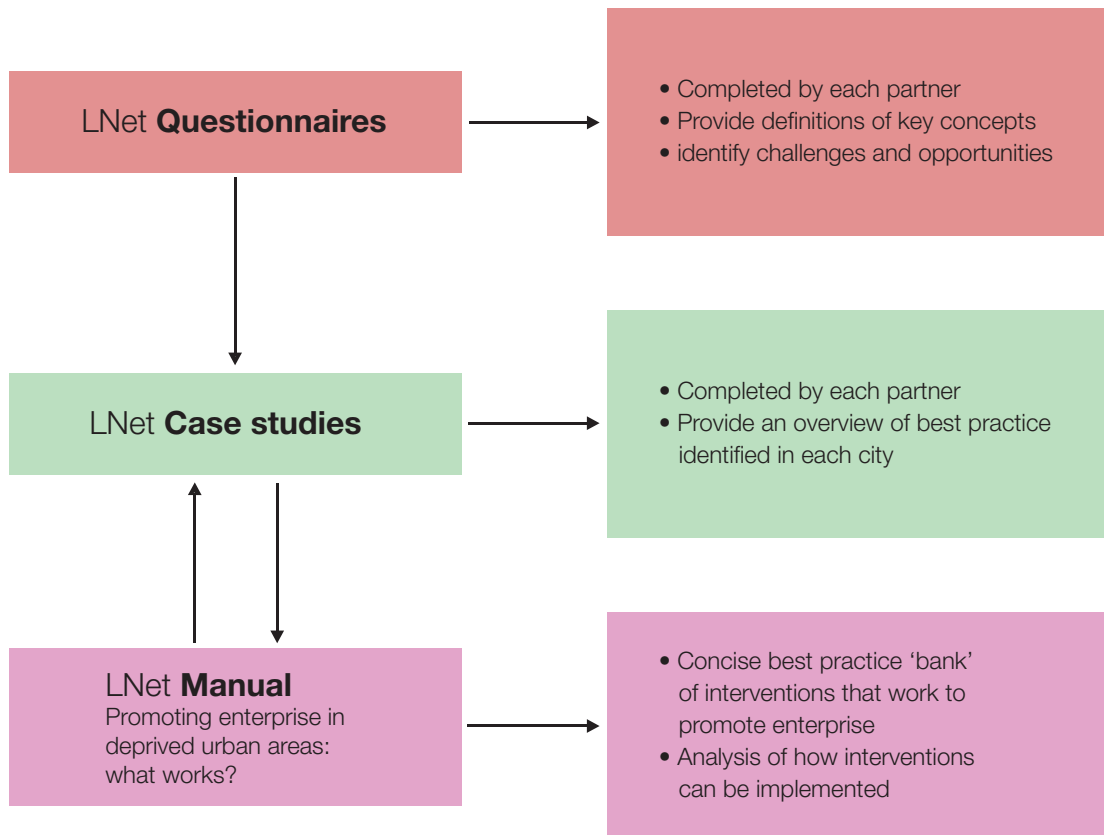 LNet Questionnaires
• Completed by each partner
• Provide definitions of key concepts
• identify challenges and opportunities
LNet Case studies
• Completed by each partner
• Provide an overview of best practice
identified in each city
LNet Manual
Promoting enterprise in
deprived urban areas:
what works?
• Concise best practice ‘bank’
of interventions that work to
promote enterprise
• Analysis of how interventions
can be implemented